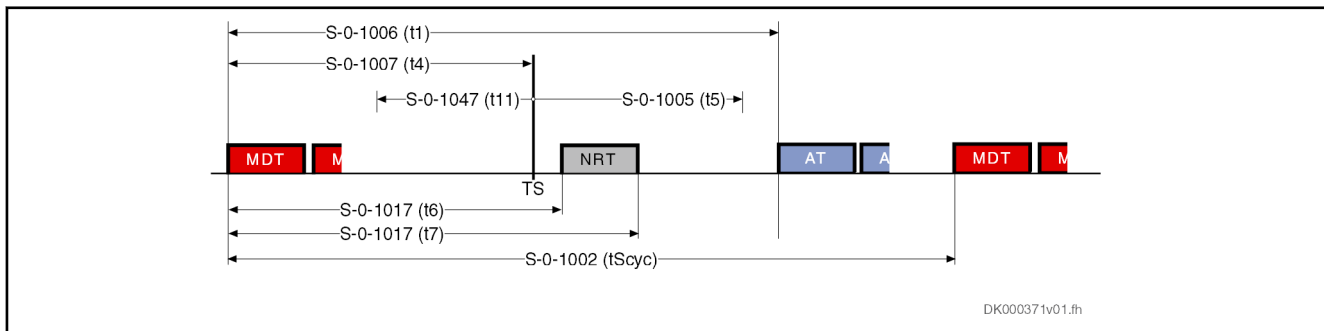 S-0-1006 (t1)
S-0-1007 (t4)
S-0-1047 (t11) S-0-1005 (t5)
MDT M NRT AT A MDT M
TS
S-0-1017 (t6)
S-0-1017 (t7)
S-0-1002 (tScyc)
DK000371v01.fh